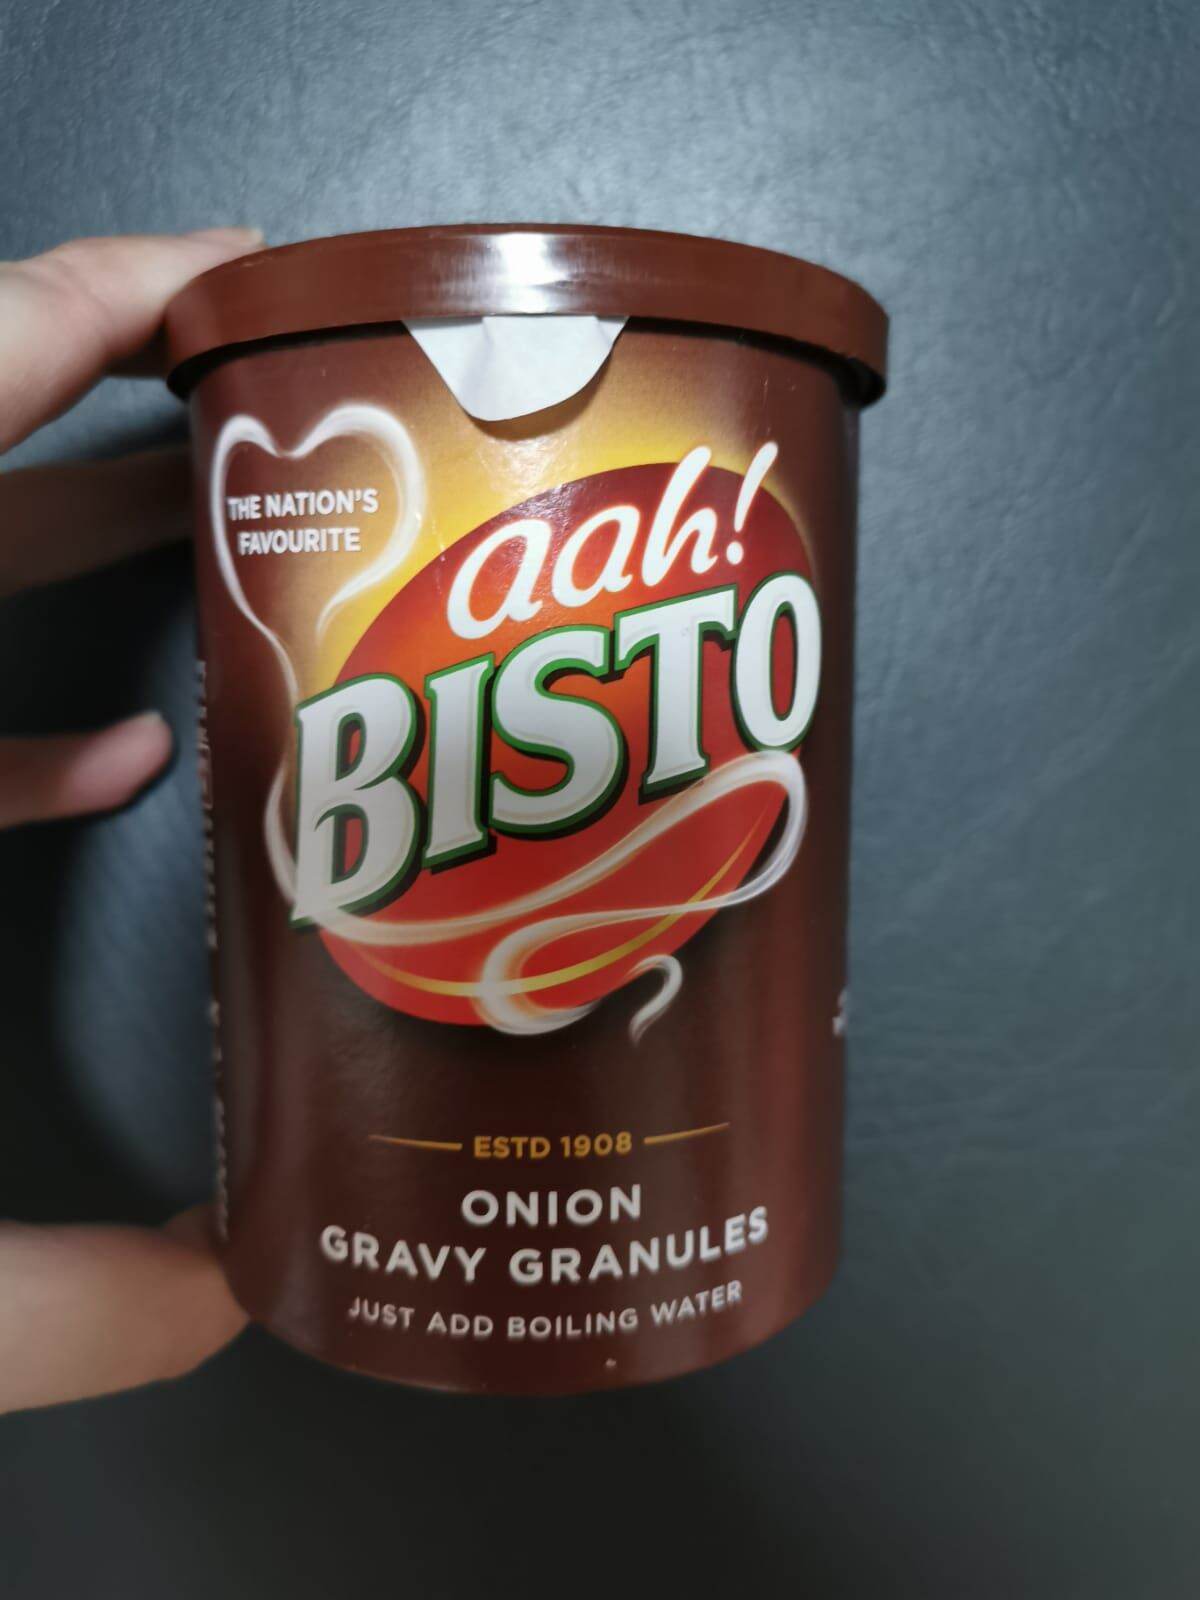 THE NATION'S
FAVOURITE
aah!
BISTO
ESTD 1908
ONION
GRAVY GRANULES
JUST ADD BOILING WATER